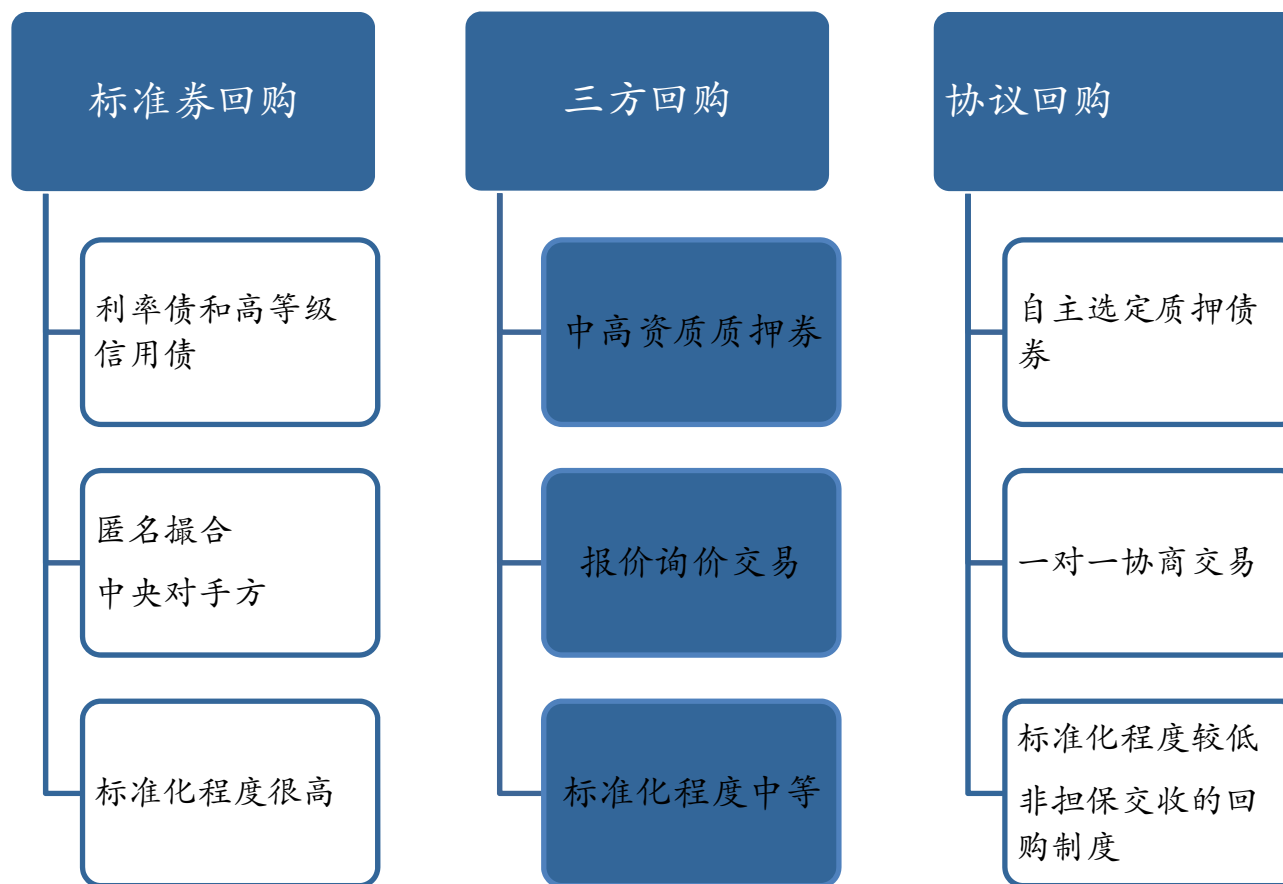 标准券回购
利率债和高等级
信用债
匿名撮合
中央对手方
标准化程度很高
三方回购
中高资质质押券
报价询价交易
标准化程度中等
协议回购
自主选定质押债
券
一对一协商交易
标准化程度较低
非担保交收的回
购制度